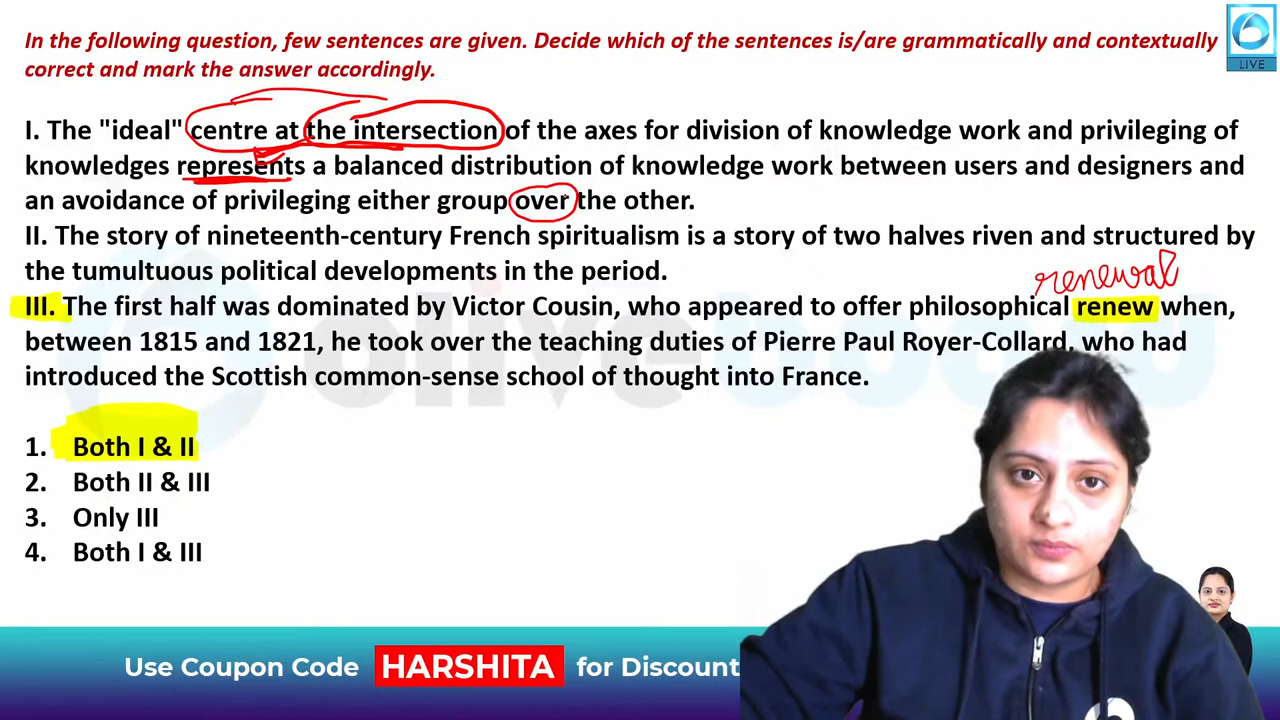 In the following question, few sentences are given. Decide which of the sentences is/are grammatically and contextually
correct and mark the answer accordingly.
LIVE
I. The "ideal" centre at the intersection of the axes for division of knowledge work and privileging of
knowledges represents a balanced distribution of knowledge work between users and designers and
an avoidance of privileging either group over the other.
II. The story of nineteenth-century French spiritualism is a story of two halves riven and structured by
the tumultuous political developments in the period.
renewal
III. The first half was dominated by Victor Cousin, who appeared to offer philosophical renew when,
between 1815 and 1821, he took over the teaching duties of Pierre Paul Royer-Collard, who had
introduced the Scottish common-sense school of thought into France.
1. Both I & II
2. Both II & III
3. Only III
4. Both I & III
Use Coupon Code HARSHITA for Discount